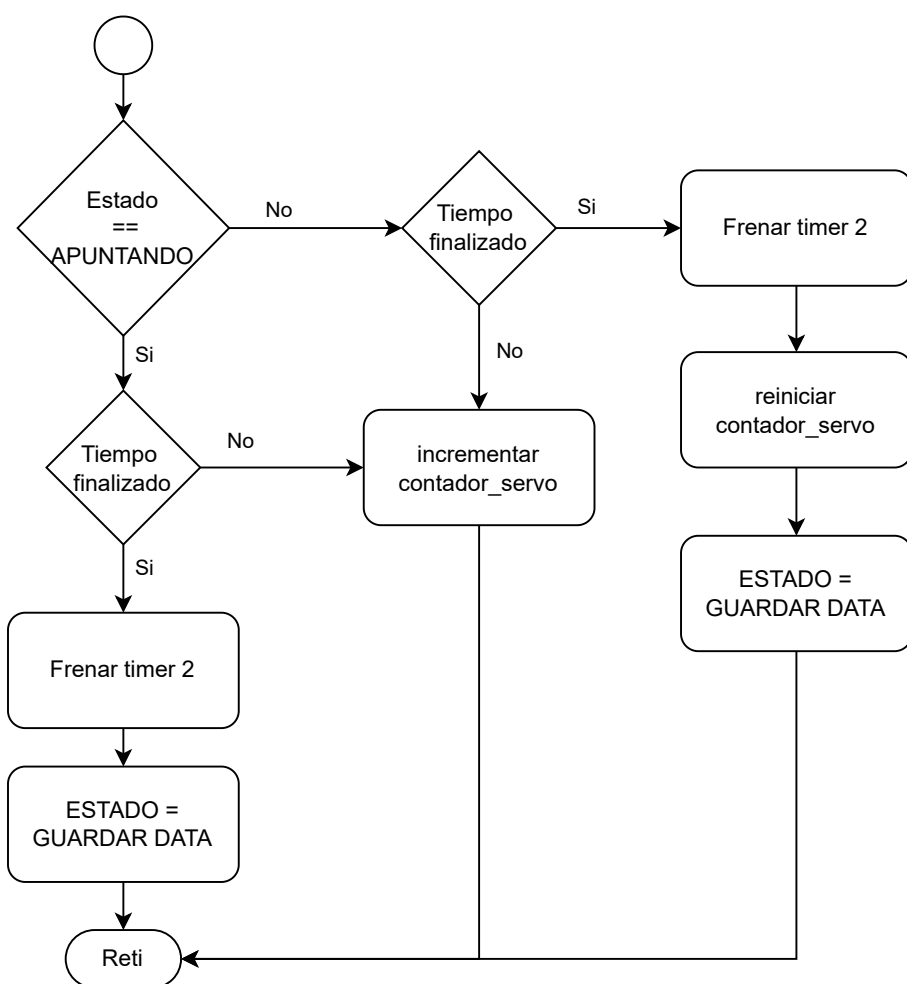 Estado
==
APUNTANDO
No
Tiempo
finalizado
Si
Frenar timer 2
Si
No
reiniciar
contador_servo
Tiempo
finalizado
No
incrementar
contador_servo
Si
ESTADO =
GUARDAR DATA
Frenar timer 2
ESTADO =
GUARDAR DATA
Reti